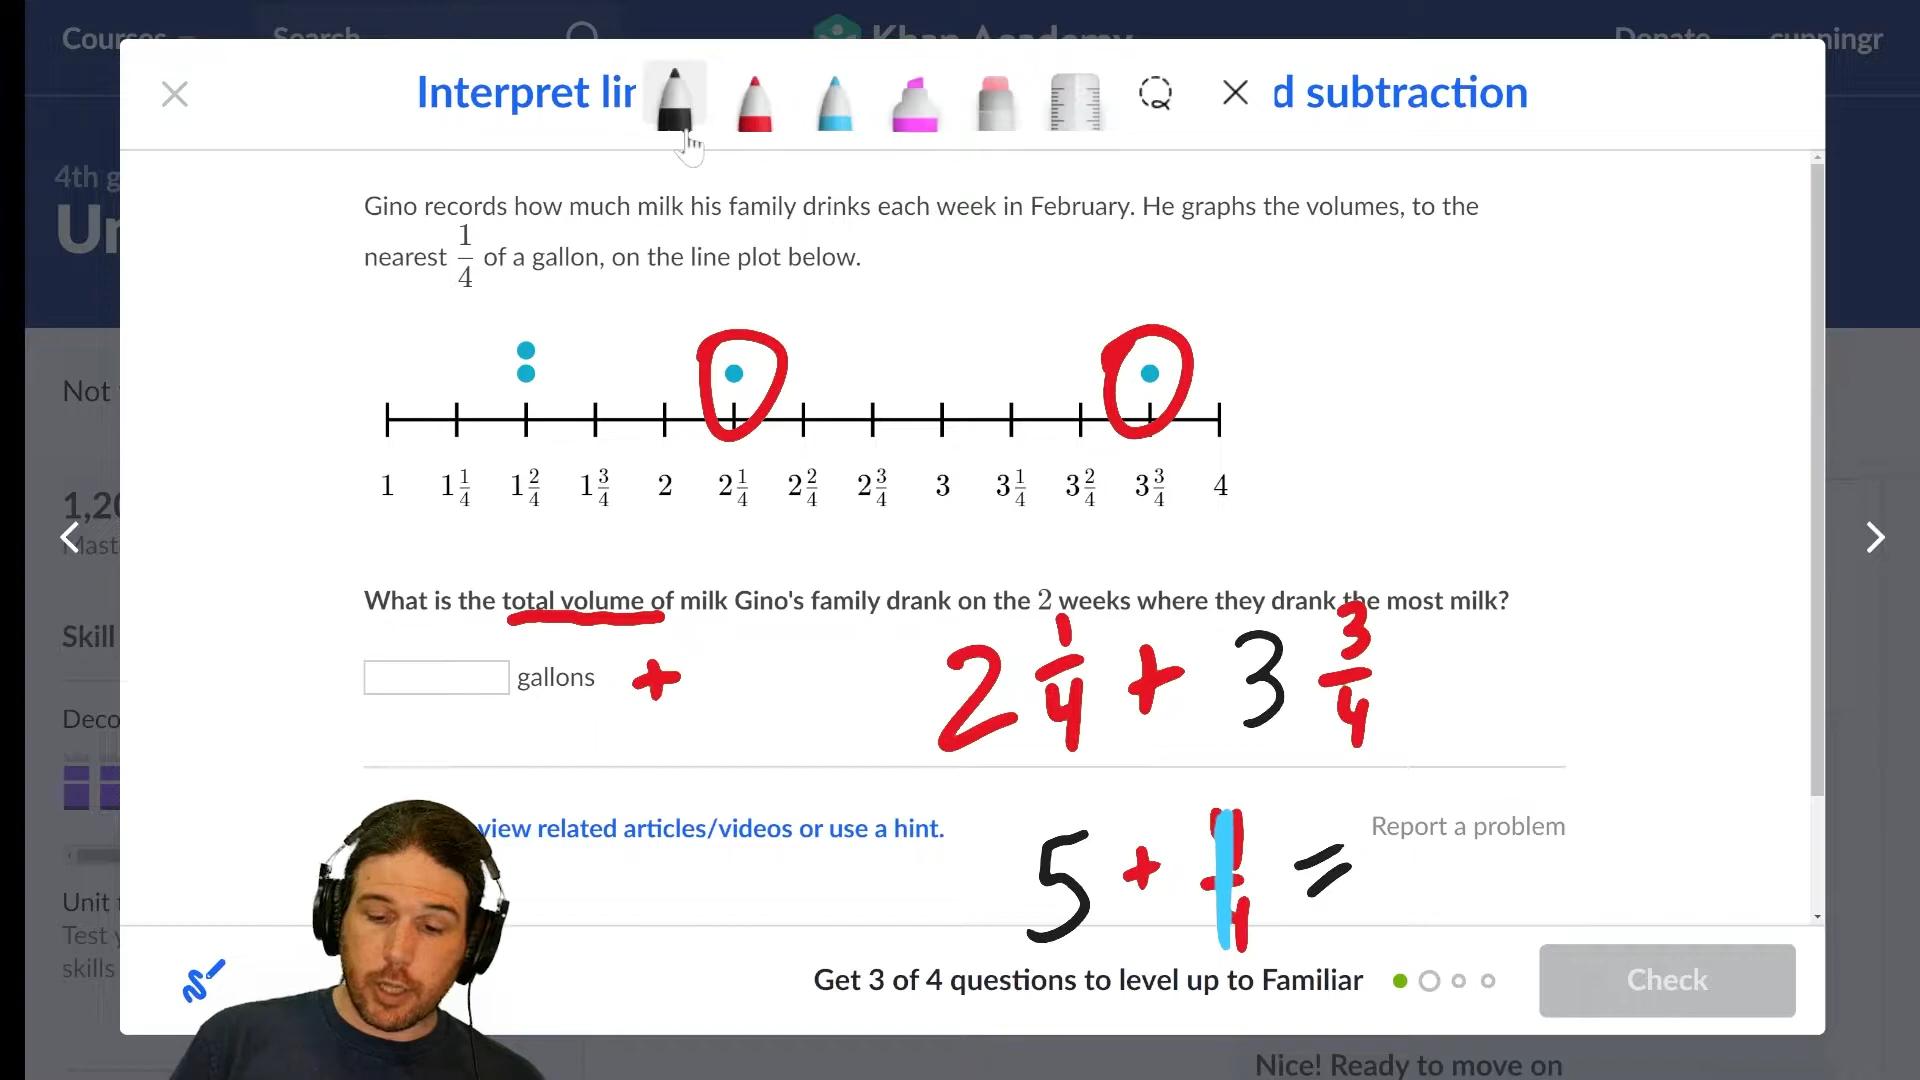 Courses
Search
Khan Academy
Donate
cunningr
Interpret lin
d subtraction
4th g
Un
Gino records how much milk his family drinks each week in February. He graphs the volumes, to the
nearest 1/4 of a gallon, on the line plot below.
1 1 1/4 1 2/4 1 3/4 2 2 1/4 2 2/4 2 3/4 3 3 1/4 3 2/4 3 3/4 4
Not
1,20
Mast
What is the total volume of milk Gino's family drank on the 2 weeks where they drank the most milk?
Skill
gallons +
2 1/4 + 3 3/4
Deco
view related articles/videos or use a hint.
Report a problem
5 + =
Unit
Test y
skills
Get 3 of 4 questions to level up to Familiar
Check
Nice! Ready to move on